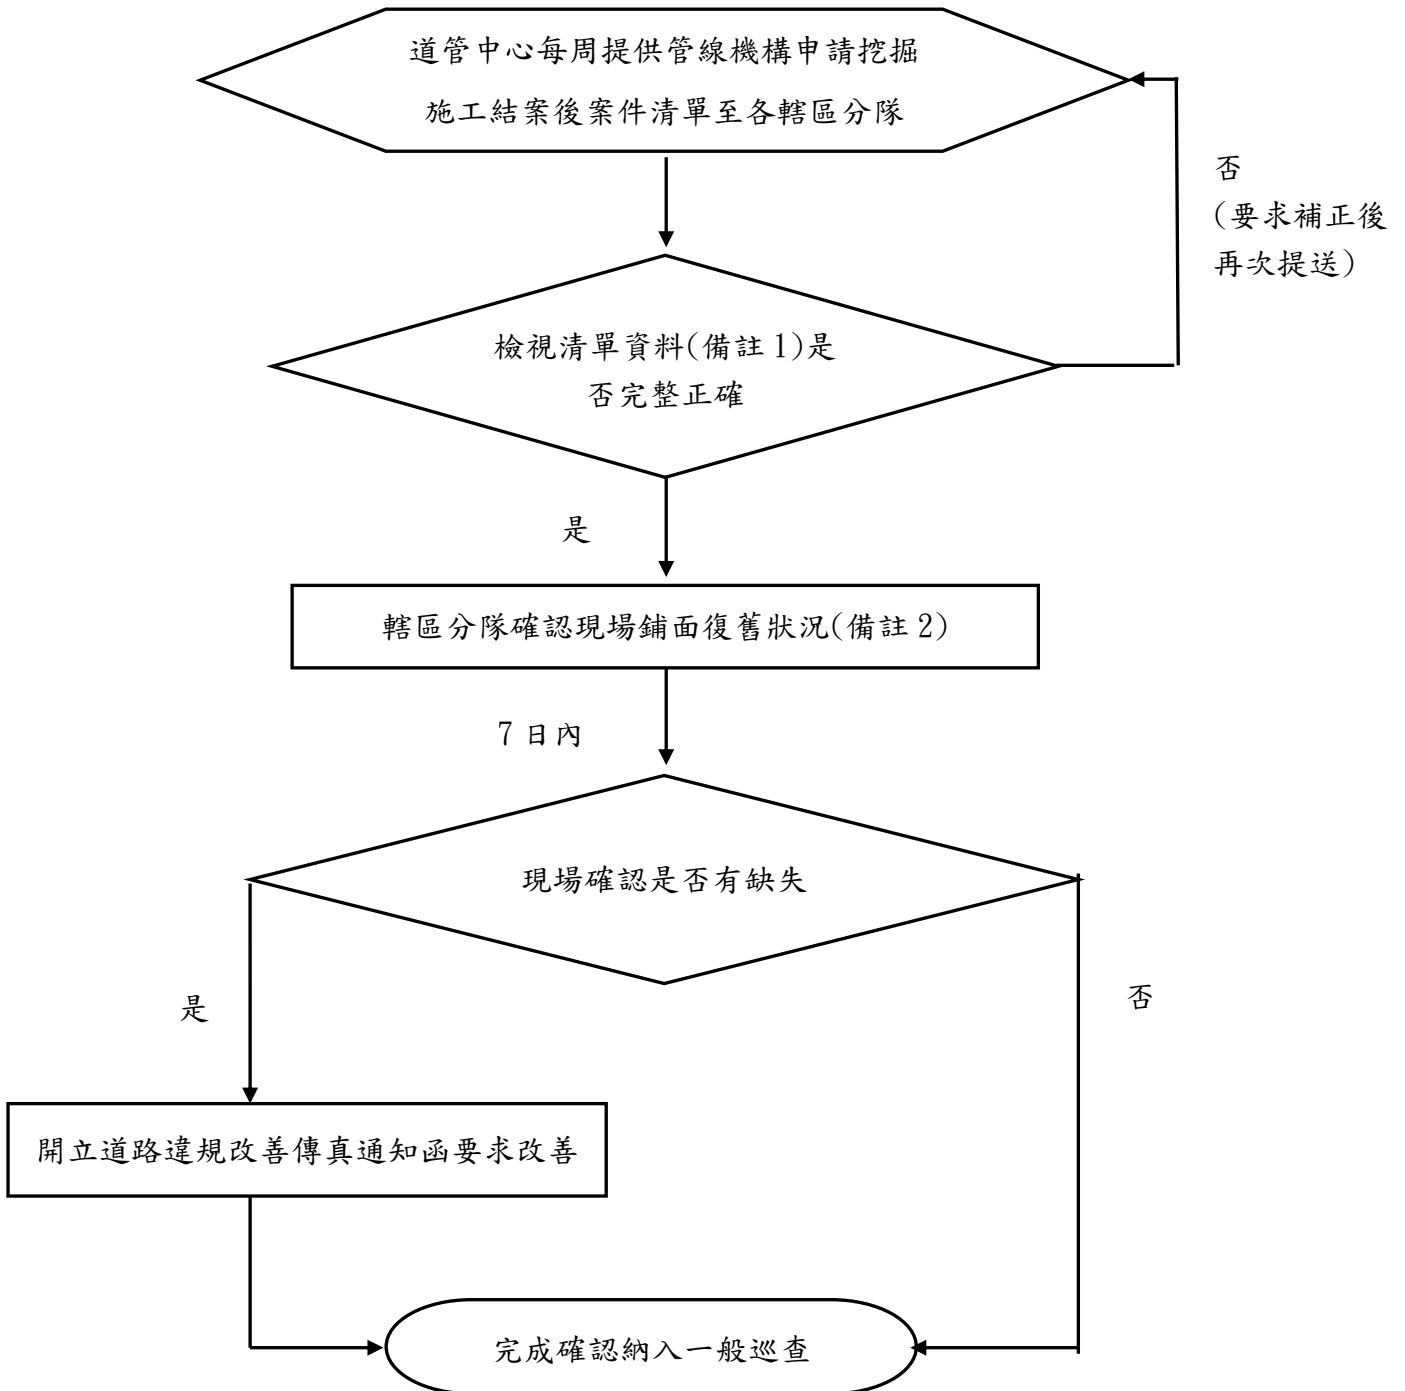 道管中心每周提供管線機構申請挖掘
施工結案後案件清單至各轄區分隊
否
(要求補正後
再次提送)
檢視清單資料(備註1)是
否完整正確
是
轄區分隊確認現場鋪面復舊狀況(備註2)
7日內
現場確認是否有缺失
是
否
開立道路違規改善傳真通知函要求改善
完成確認納入一般巡查